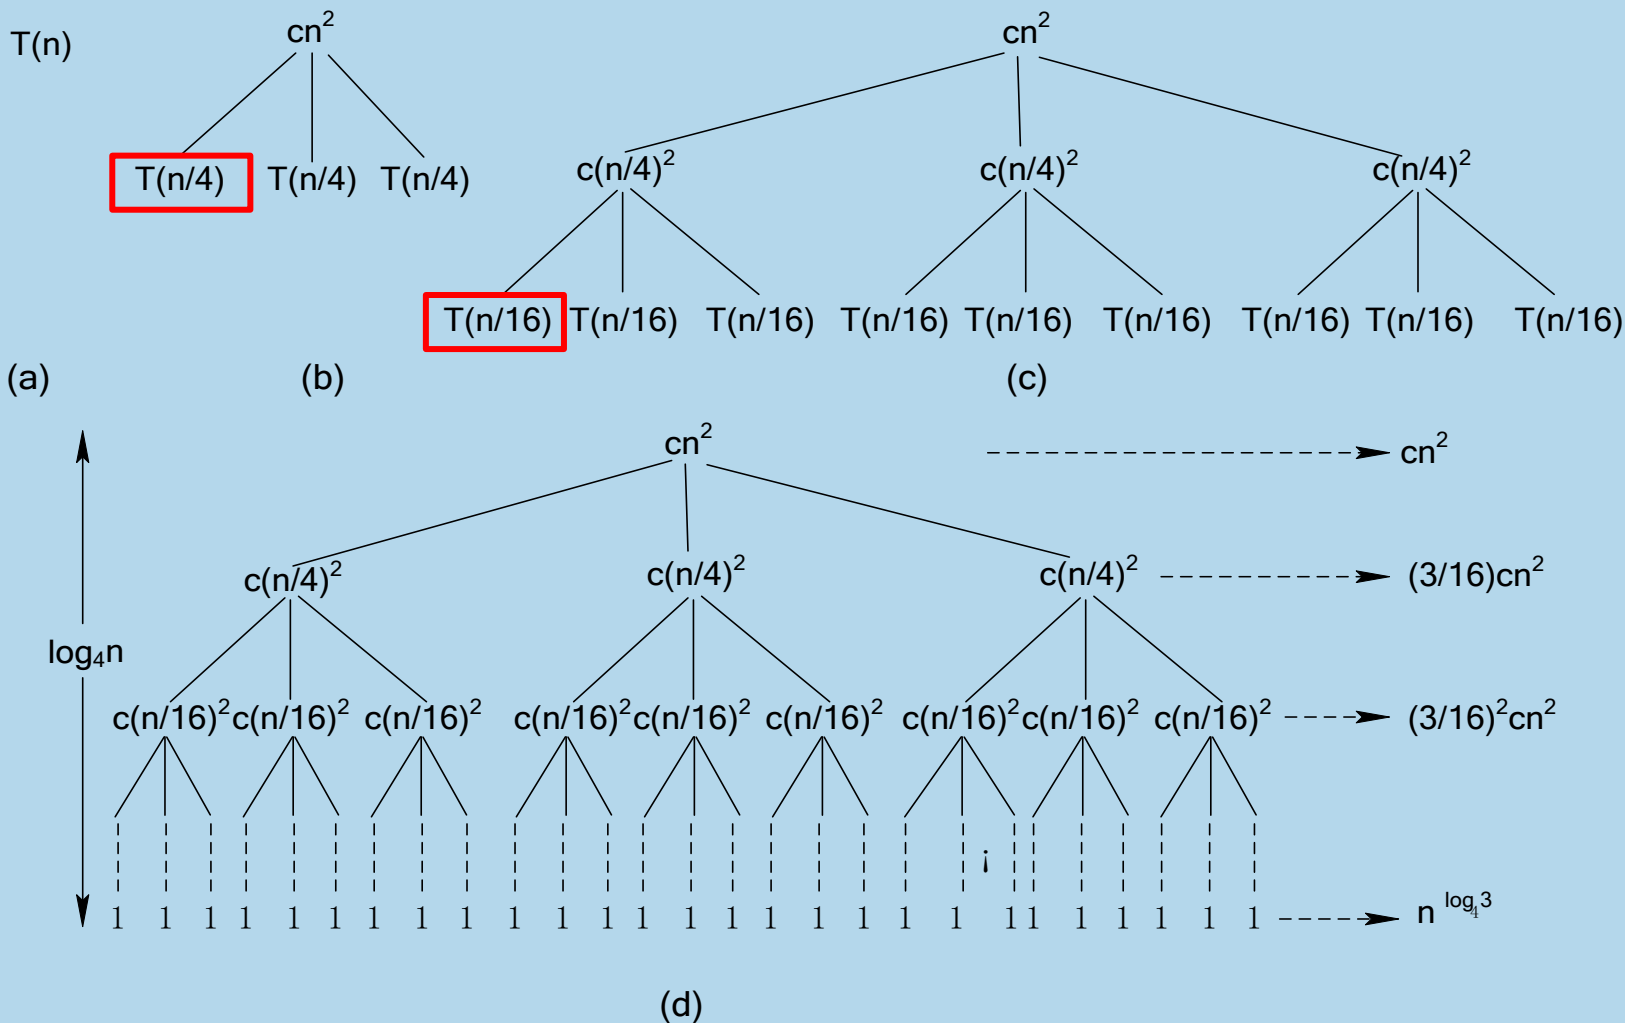 T(n) cn² cn²
T(n/4) T(n/4) T(n/4) c(n/4)² c(n/4)² c(n/4)²
T(n/16) T(n/16) T(n/16) T(n/16) T(n/16) T(n/16) T(n/16) T(n/16) T(n/16)
(a) (b) (c)
cn² cn²
c(n/4)² c(n/4)² c(n/4)² (3/16)cn²
log₄n
c(n/16)² c(n/16)² c(n/16)² c(n/16)² c(n/16)² c(n/16)² c(n/16)² c(n/16)² c(n/16)² (3/16)²cn²
¡
1 1 1 1 1 1 1 1 1 1 1 1 1 1 1 1 1 1 1 1 1 1 1 1 1 1 1 n^log₄3
(d)